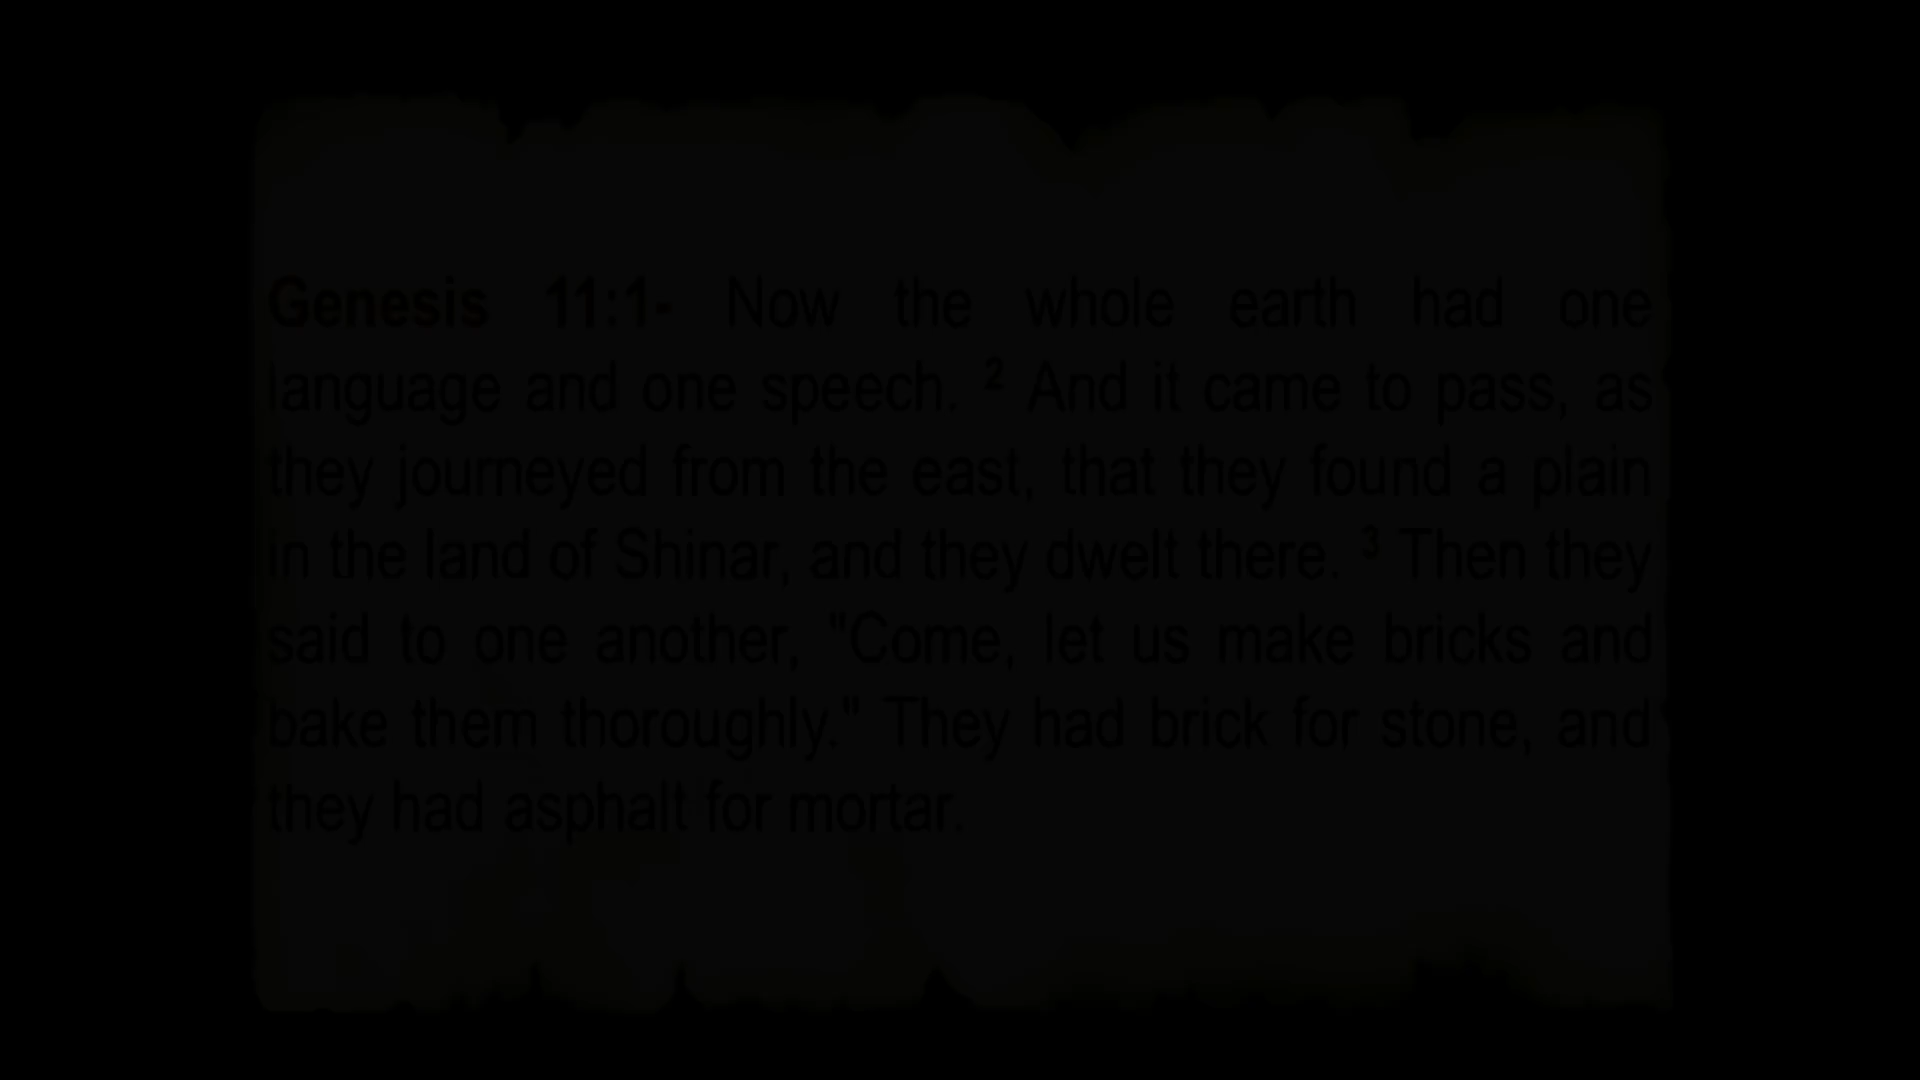 Genesis 11:1- Now the whole earth had one
language and one speech. ² And it came to pass, as
they journeyed from the east, that they found a plain
in the land of Shinar, and they dwelt there. ³ Then they
said to one another, "Come, let us make bricks and
bake them thoroughly." They had brick for stone, and
they had asphalt for mortar.